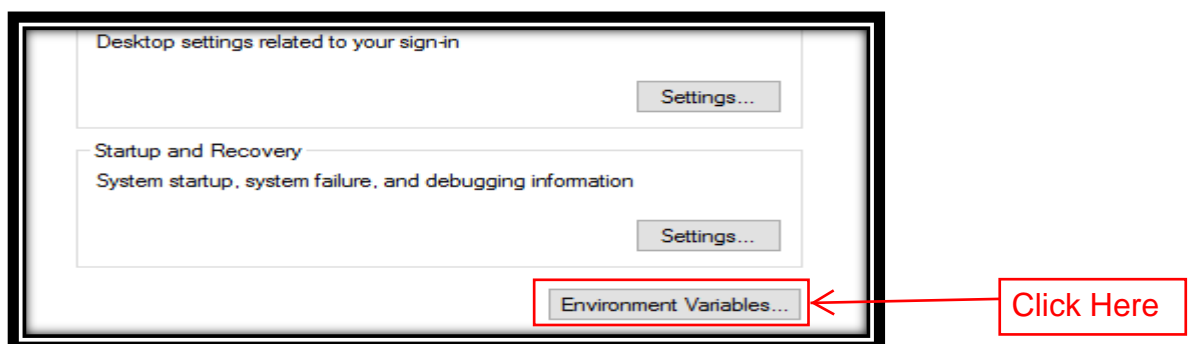 Desktop settings related to your sign-in
Settings...
Startup and Recovery
System startup, system failure, and debugging information
Settings...
Environment Variables...
Click Here